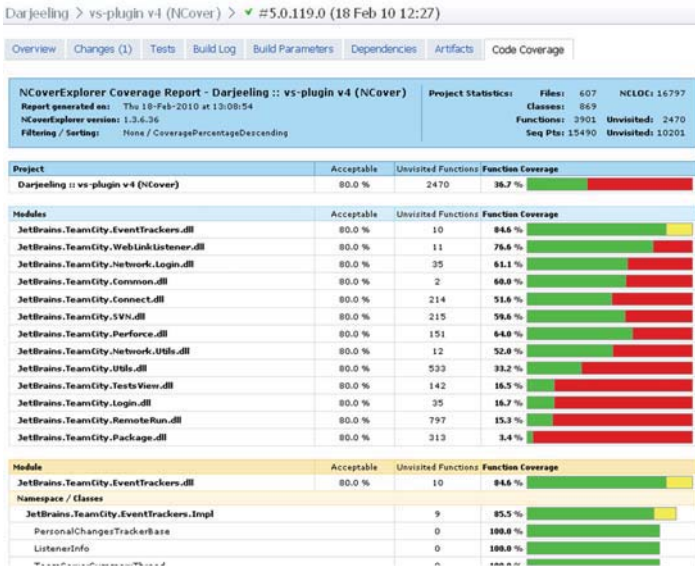 Darjeeling > vs-plugin v4 (NCover) > #5.0.119.0 (18 Feb 10 12:27)
Overview Changes (1) Tests Build Log Build Parameters Dependencies Artifacts Code Coverage
NCoverExplorer Coverage Report - Darjeeling :: vs-plugin v4 (NCover) Project Statistics: Files: 607 NCLOC: 16797
Report generated on: Thu 18-Feb-2010 at 13:08:54 Classes: 869
NCoverExplorer version: 1.3.6.36 Functions: 3901 Unvisited: 2470
Filtering / Sorting: None / CoveragePercentageDescending Seq Pts: 15490 Unvisited: 10201
Project Acceptable Unvisited Functions Function Coverage
Darjeeling :: vs-plugin v4 (NCover) 80.0 % 2470 36.7 %
Modules Acceptable Unvisited Functions Function Coverage
JetBrains.TeamCity.EventTrackers.dll 80.0 % 10 84.6 %
JetBrains.TeamCity.WebLinkListener.dll 80.0 % 11 76.6 %
JetBrains.TeamCity.Network.Login.dll 80.0 % 35 61.1 %
JetBrains.TeamCity.Common.dll 80.0 % 2 60.0 %
JetBrains.TeamCity.Connect.dll 80.0 % 214 51.6 %
JetBrains.TeamCity.SVN.dll 80.0 % 215 59.6 %
JetBrains.TeamCity.Perforce.dll 80.0 % 151 64.0 %
JetBrains.TeamCity.Network.Utils.dll 80.0 % 12 52.0 %
JetBrains.TeamCity.Utils.dll 80.0 % 533 33.2 %
JetBrains.TeamCity.TestsView.dll 80.0 % 142 16.5 %
JetBrains.TeamCity.Login.dll 80.0 % 35 16.7 %
JetBrains.TeamCity.RemoteRun.dll 80.0 % 797 15.3 %
JetBrains.TeamCity.Package.dll 80.0 % 313 3.4 %
Module Acceptable Unvisited Functions Function Coverage
JetBrains.TeamCity.EventTrackers.dll 80.0 % 10 84.6 %
Namespace / Classes
JetBrains.TeamCity.EventTrackers.Impl 9 85.5 %
PersonalChangesTrackerBase 0 100.0 %
ListenerInfo 0 100.0 %